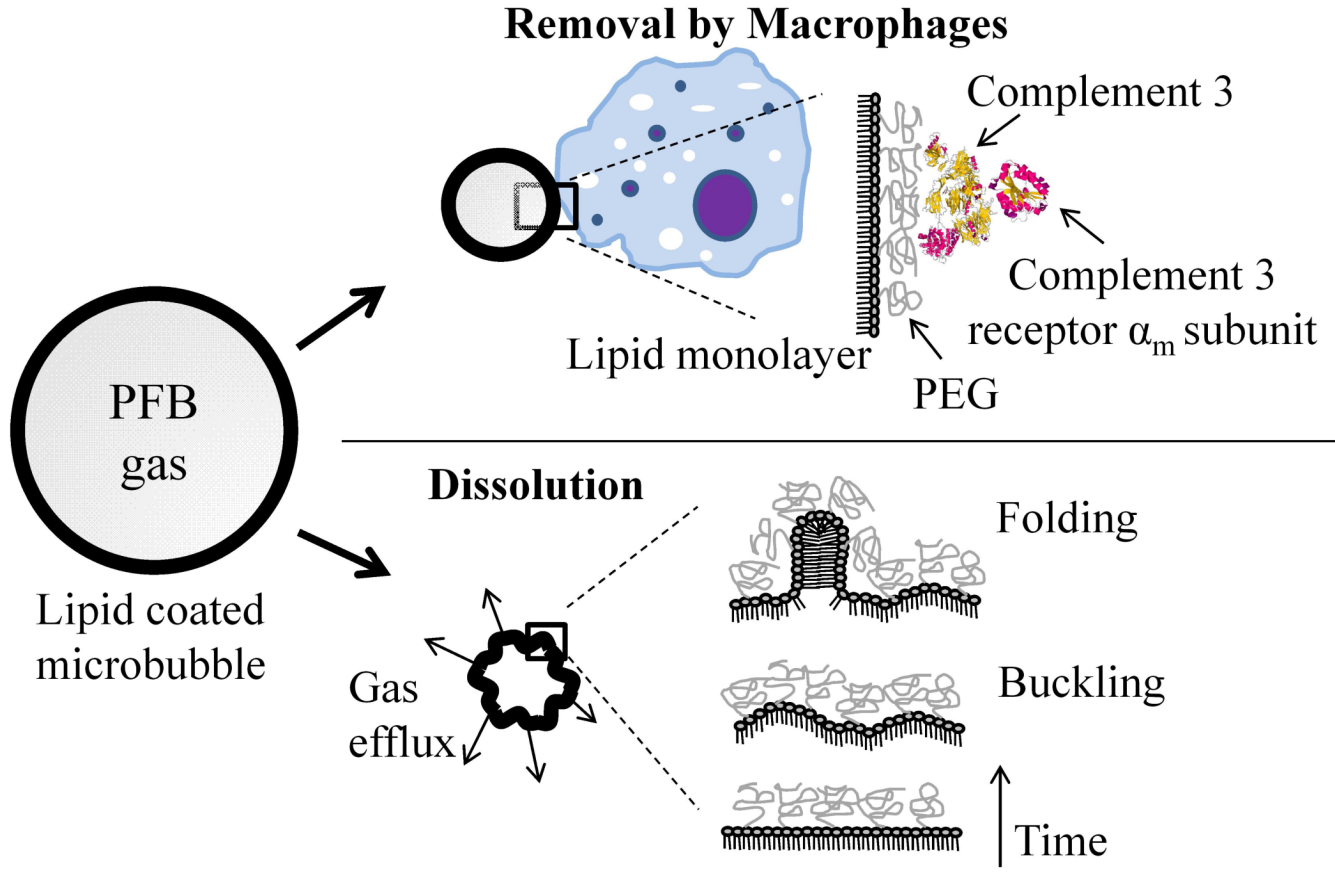 Removal by Macrophages
Complement 3
Complement 3
receptor αm subunit
Lipid monolayer
PEG
PFB
gas
Lipid coated
microbubble
Dissolution
Folding
Gas
efflux
Buckling
Time